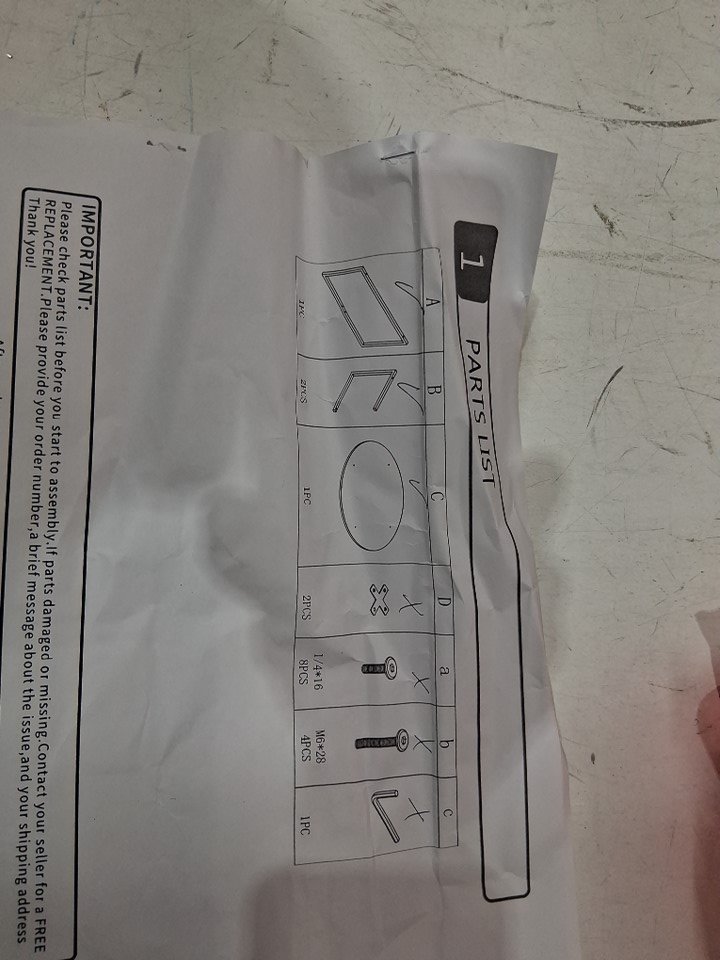 1
PARTS LIST
A
B
C
D
a
b
c
1PC
2PCS
1PC
2PCS
1/4*16
8PCS
M6*28
4PCS
1PC
IMPORTANT:
Please check parts list before you start to assembly.If parts damaged or missing.Contact your seller for a FREE
REPLACEMENT.Please provide your order number,a brief message about the issue,and your shipping address
Thank you!